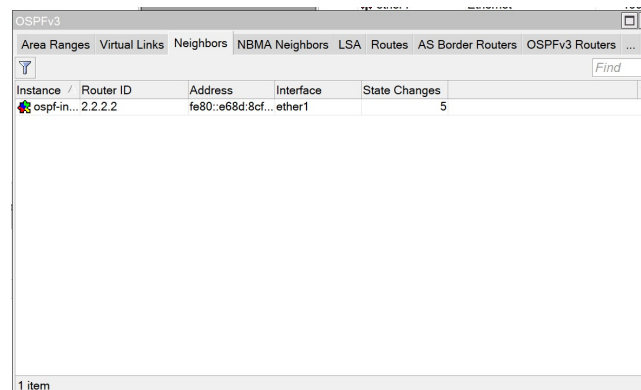 OSPFv3
Area Ranges Virtual Links Neighbors NBMA Neighbors LSA Routes AS Border Routers OSPFv3 Routers ...
Find
Instance Router ID Address Interface State Changes
ospf-in... 2.2.2.2 fe80::e68d:8cf... ether1 5
1 item